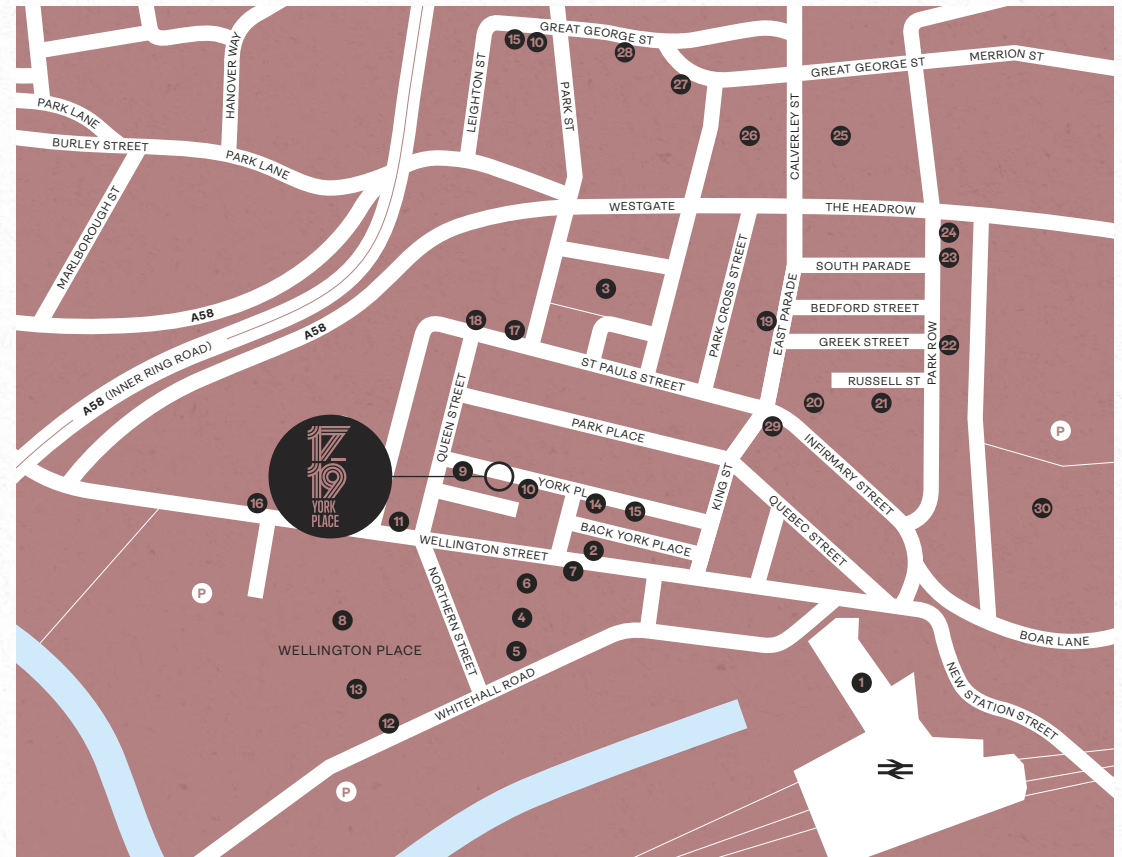 GREAT GEORGE ST
15
10
28
27
LEIGHTON ST
PARK ST
HANOVER WAY
PARK LANE
BURLEY STREET
PARK LANE
MARLBOROUGH ST
GREAT GEORGE ST
MERRION ST
26
CALVERLEY ST
25
WESTGATE
THE HEADROW
24
23
SOUTH PARADE
BEDFORD STREET
GREEK STREET
22
RUSSELL ST
PARK ROW
EAST PARADE
PARK CROSS STREET
19
3
A58
A58
A58 (INNER RING ROAD)
18
17
ST PAULS STREET
20
21
29
QUEEN STREET
PARK PLACE
INFIRMARY STREET
KING ST
QUEBEC STREET
P
30
17
19
YORK
PLACE
9
10
YORK PL
14
15
BACK YORK PLACE
16
11
WELLINGTON STREET
2
7
6
4
5
NORTHERN STREET
P
8
WELLINGTON PLACE
13
12
WHITEHALL ROAD
P
1
BOAR LANE
NEW STATION STREET